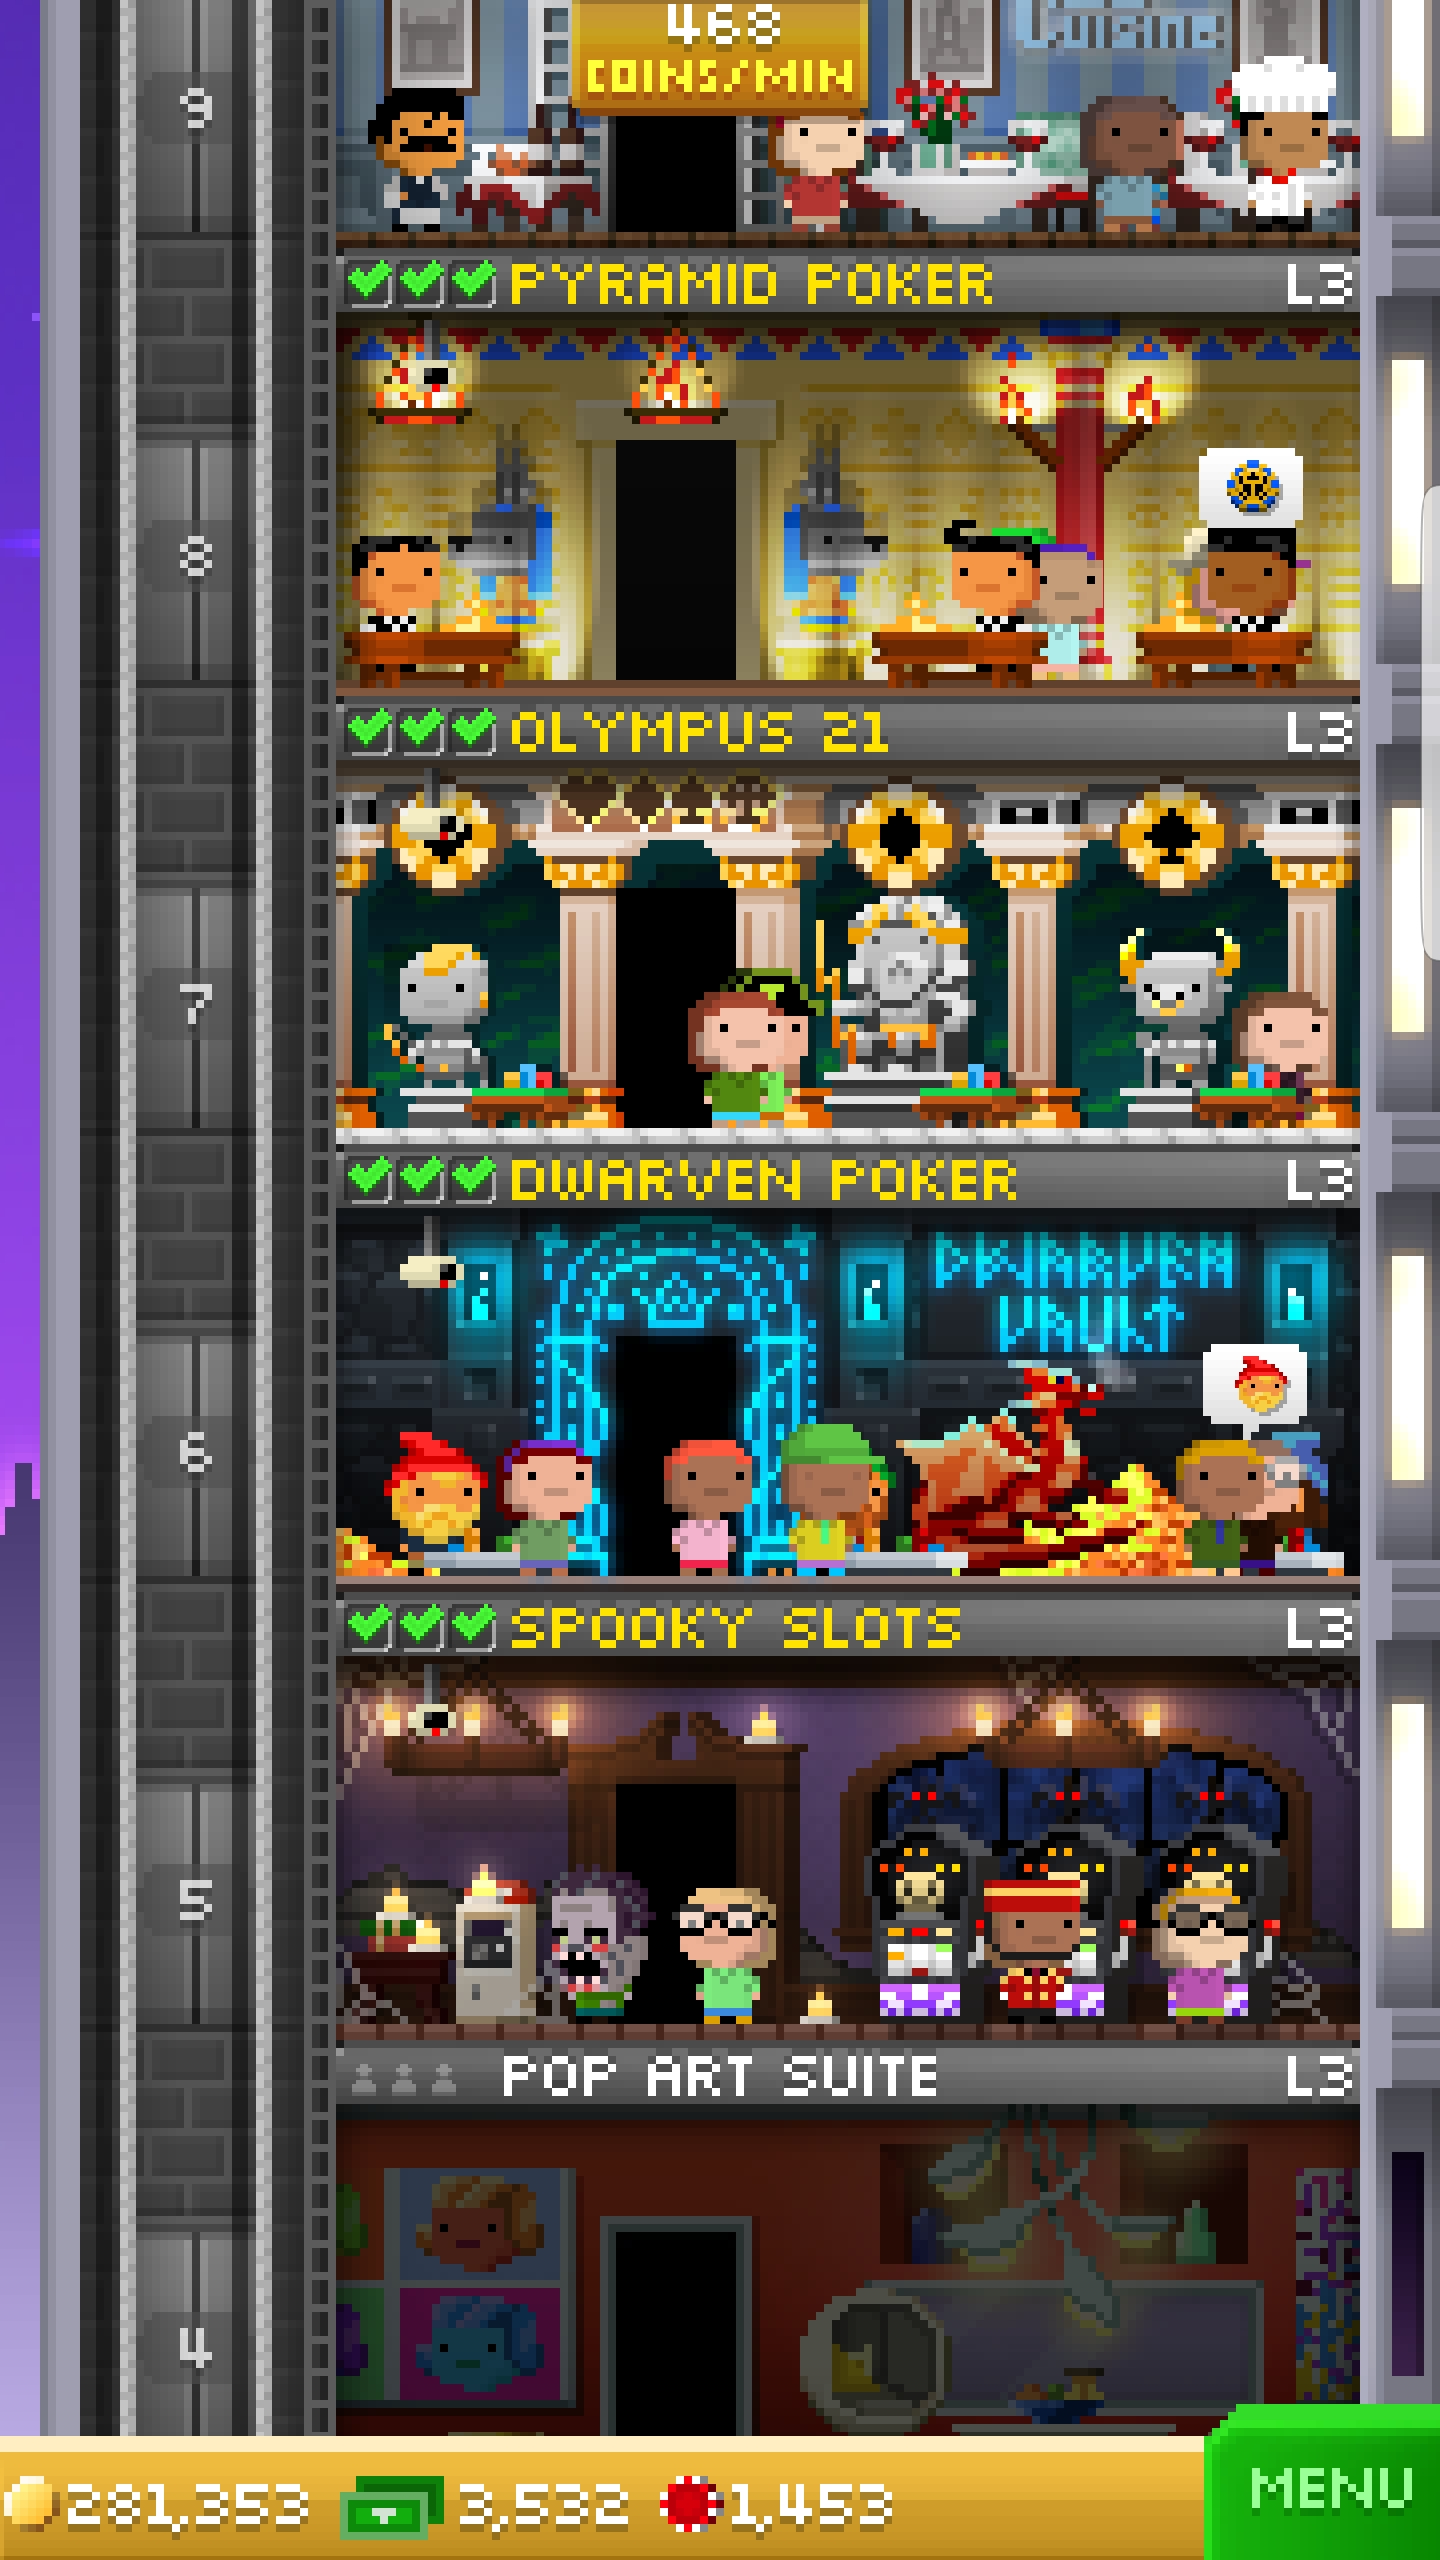 468
COINS/MIN
Cuisine
9
PYRAMID POKER L3
8
OLYMPUS 21 L3
7
DWARVEN POKER L3
DWARVEN
VAULT
6
SPOOKY SLOTS L3
5
POP ART SUITE L3
4
281,353 3,532 1,453
MENU